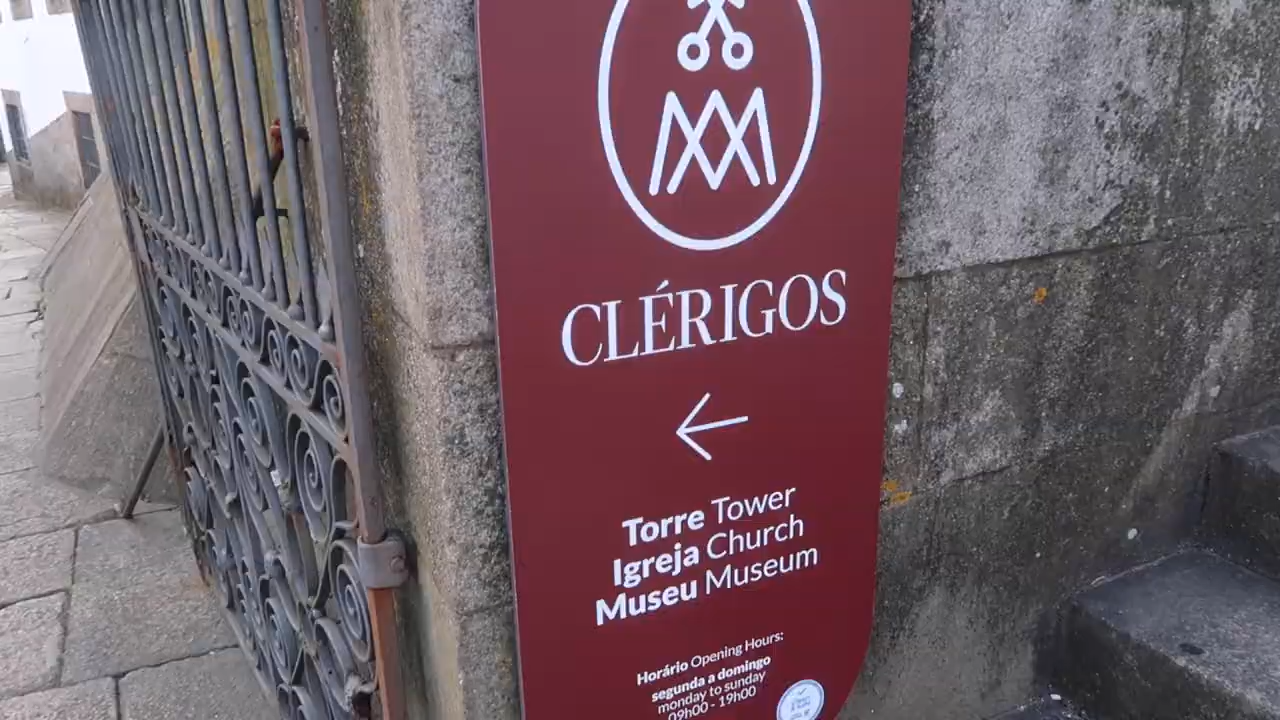 CLÉRIGOS
Torre Tower
Igreja Church
Museu Museum
Horário Opening Hours:
segunda a domingo
monday to sunday
09h00 - 19h00